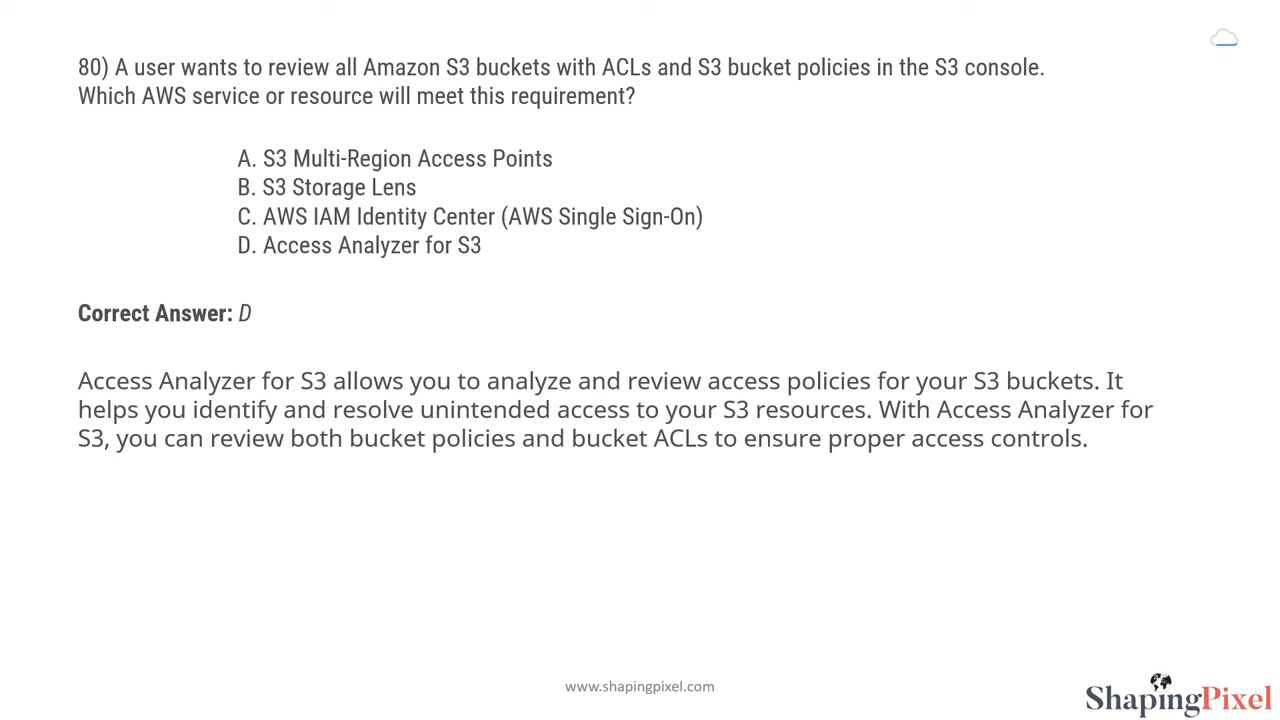 80) A user wants to review all Amazon S3 buckets with ACLs and S3 bucket policies in the S3 console.
Which AWS service or resource will meet this requirement?
A. S3 Multi-Region Access Points
B. S3 Storage Lens
C. AWS IAM Identity Center (AWS Single Sign-On)
D. Access Analyzer for S3
Correct Answer: D
Access Analyzer for S3 allows you to analyze and review access policies for your S3 buckets. It
helps you identify and resolve unintended access to your S3 resources. With Access Analyzer for
S3, you can review both bucket policies and bucket ACLs to ensure proper access controls.
www.shapingpixel.com
ShapingPixel